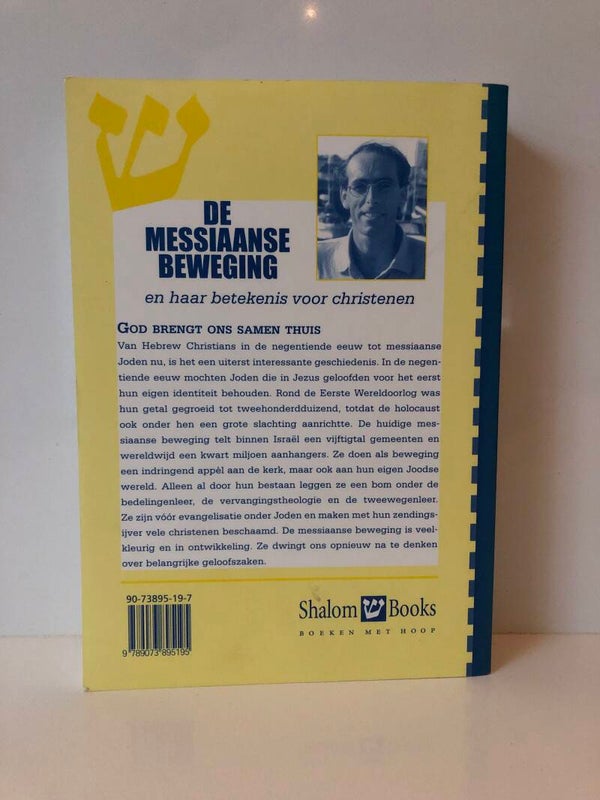 ש
DE
MESSIAANSE
BEWEGING
en haar betekenis voor christenen
GOD BRENGT ONS SAMEN THUIS
Van Hebrew Christians in de negentiende eeuw tot messiaanse
Joden nu, is het een uiterst interessante geschiedenis. In de negen-
tiende eeuw mochten Joden die in Jezus geloofden voor het eerst
hun eigen identiteit behouden. Rond de Eerste Wereldoorlog was
hun getal gegroeid tot tweehonderdduizend, totdat de holocaust
ook onder hen een grote slachting aanrichtte. De huidige mes-
siaanse beweging telt binnen Israël een vijftigtal gemeenten en
wereldwijd een kwart miljoen aanhangers. Ze doen als beweging
een indringend appèl aan de kerk, maar ook aan hun eigen Joodse
wereld. Alleen al door hun bestaan leggen ze een bom onder de
bedelingenleer, de vervangingstheologie en de tweewegenleer.
Ze zijn vóór evangelisatie onder Joden en maken met hun zendings-
ijver vele christenen beschaamd. De messiaanse beweging is veel-
kleurig en in ontwikkeling. Ze dwingt ons opnieuw na te denken
over belangrijke geloofszaken.
90-73895-19-7
9 789073 895195
Shalom ש Books
BOEKEN MET HOOP